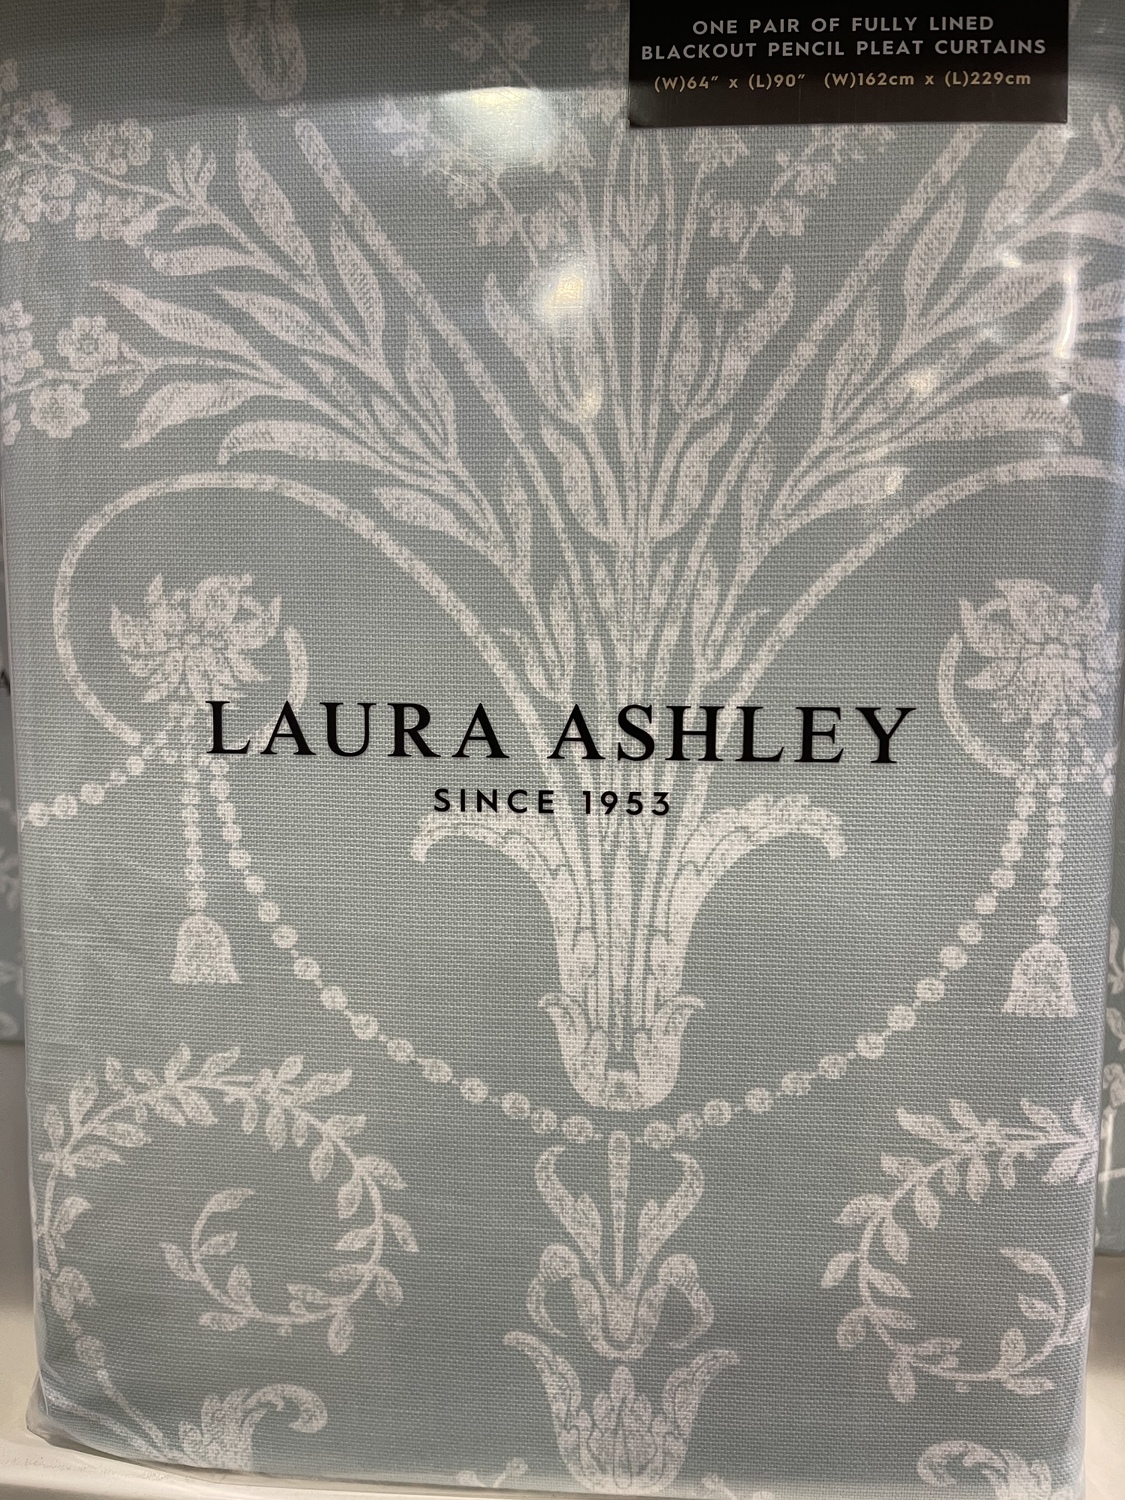 ONE PAIR OF FULLY LINED
BLACKOUT PENCIL PLEAT CURTAINS
(W)64" x (L)90" (W)162cm x (L)229cm
LAURA ASHLEY
SINCE 1953